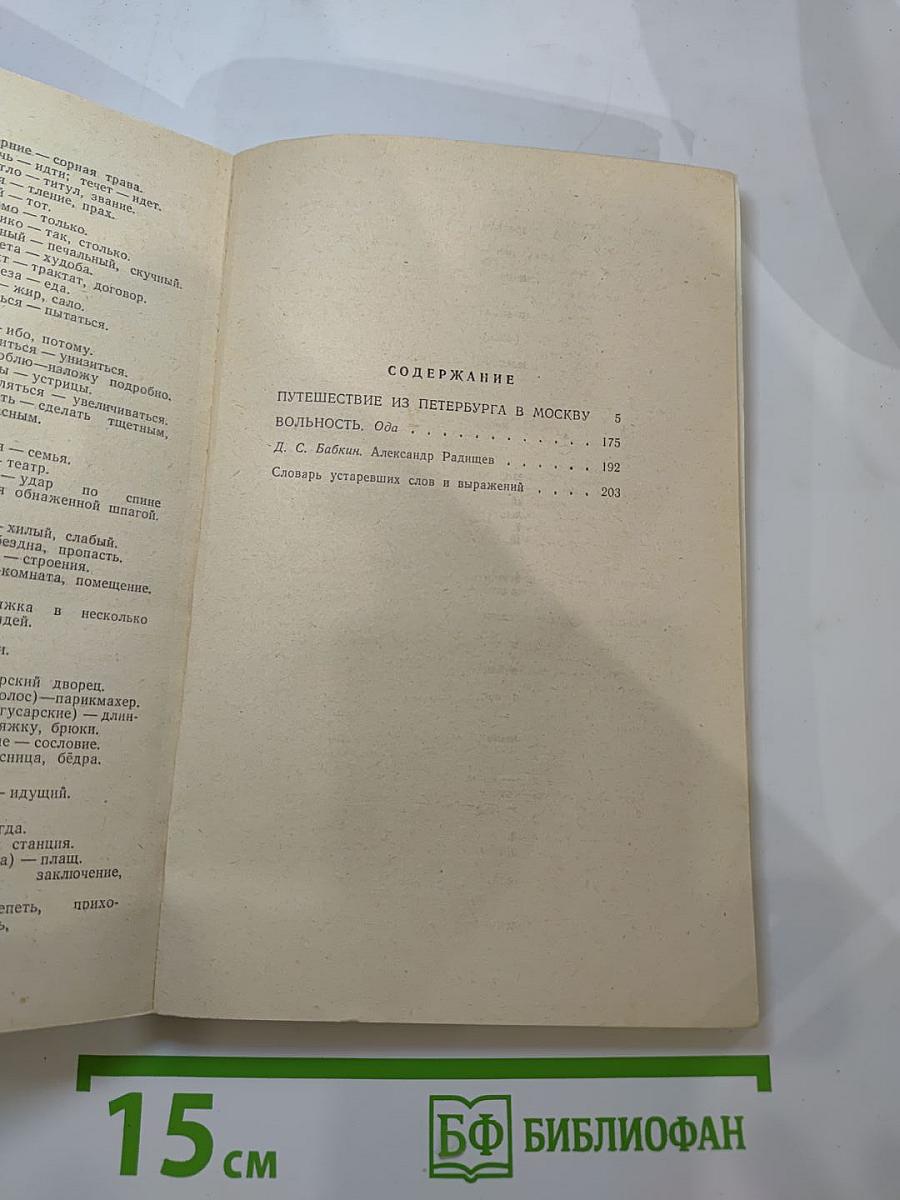 — сорная трава.
— идти; течет — идет.
— титул, звание.
— тление, прах.
— тот.
— только.
— так, столько.
— печальный, скучный.
— худоба.
— трактат, договор.
— еда.
— жир, сало.
— пытаться.
— ибо, потому.
— унизиться.
—изложу подробно.
— устрицы.
— увеличиваться.
— сделать тщетным,
— семья.
— театр.
— удар по спине
обнаженной шпагой.
— хилый, слабый.
бездна, пропасть.
— строения.
комната, помещение.
в несколько
дворец.
—парикмахер.
гусарские) — длин-
брюки.
— сословие.
бёдра.
— идущий.
станция.
— плащ.
заключение,
прихо-
СОДЕРЖАНИЕ
ПУТЕШЕСТВИЕ ИЗ ПЕТЕРБУРГА В МОСКВУ 5
ВОЛЬНОСТЬ. Ода . . . . . . . . . . . . 175
Д. С. Бабкин. Александр Радищев . . . . . . 192
Словарь устаревших слов и выражений . . . . 203
15 см
БФ БИБЛИОФАН